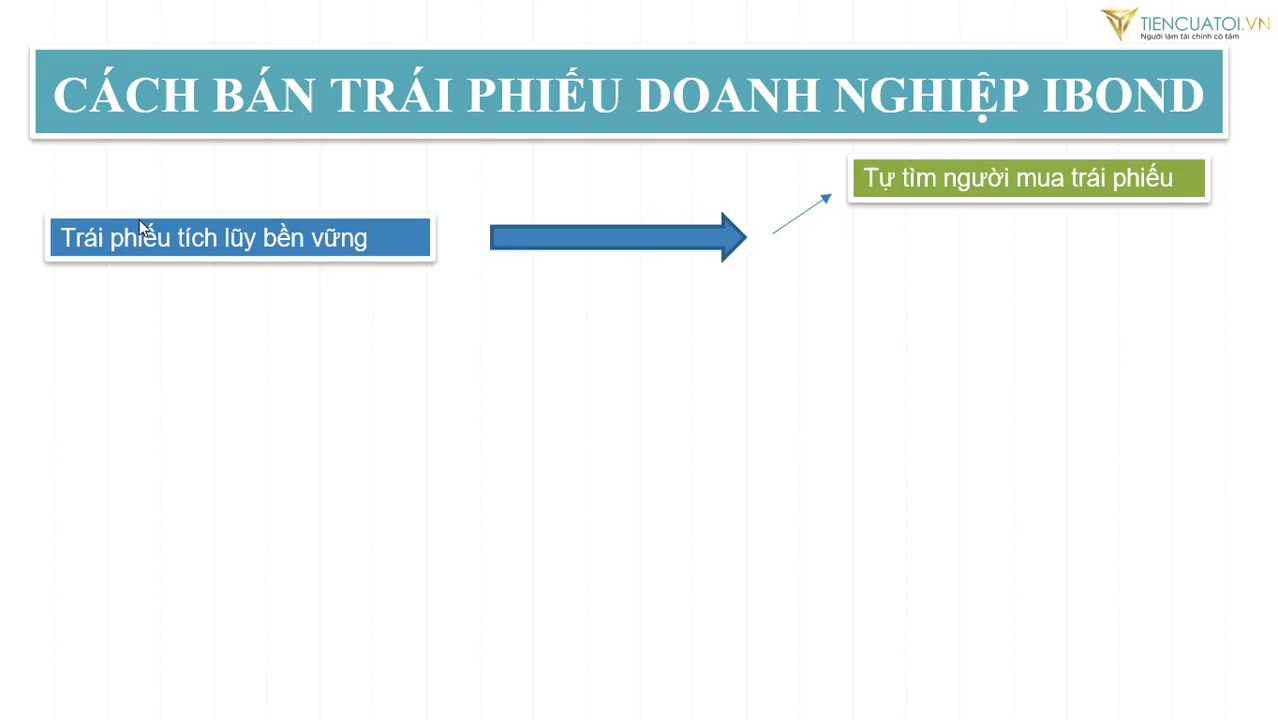 TIENCUATOI.VN
Người làm tài chính có tâm
CÁCH BÁN TRÁI PHIẾU DOANH NGHIỆP IBOND
Tự tìm người mua trái phiếu
Trái phiếu tích lũy bền vững